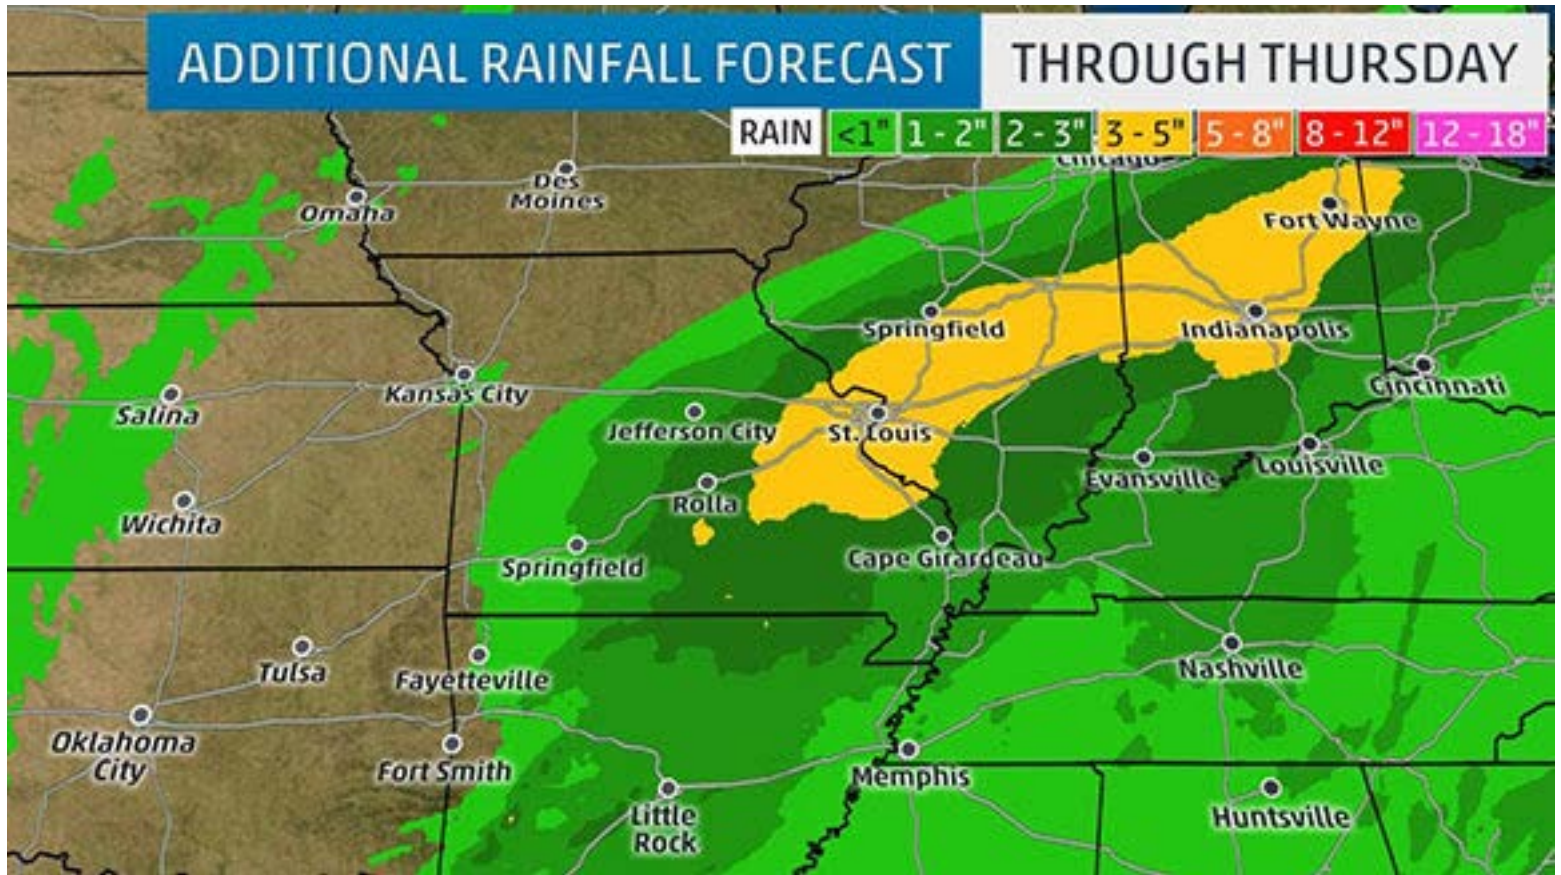 ADDITIONAL RAINFALL FORECAST THROUGH THURSDAY
RAIN <1" 1 - 2" 2 - 3" 3 - 5" 5 - 8" 8 - 12" 12 - 18"
Chicago
Des
Moines
Omaha
Fort Wayne
Springfield
Indianapolis
Kansas City
Cincinnati
Salina
Jefferson City
St. Louis
Louisville
Evansville
Rolla
Wichita
Cape Girardeau
Springfield
Tulsa
Fayetteville
Nashville
Oklahoma
City
Fort Smith
Memphis
Little
Rock
Huntsville